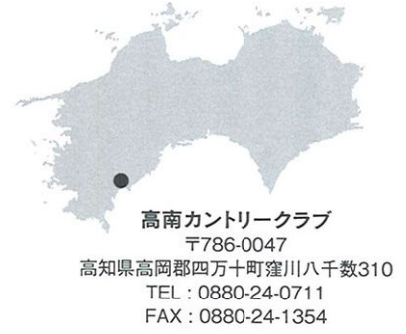 高南カントリークラブ
〒786-0047
高知県高岡郡四万十町窪川八千数310
TEL : 0880-24-0711
FAX : 0880-24-1354